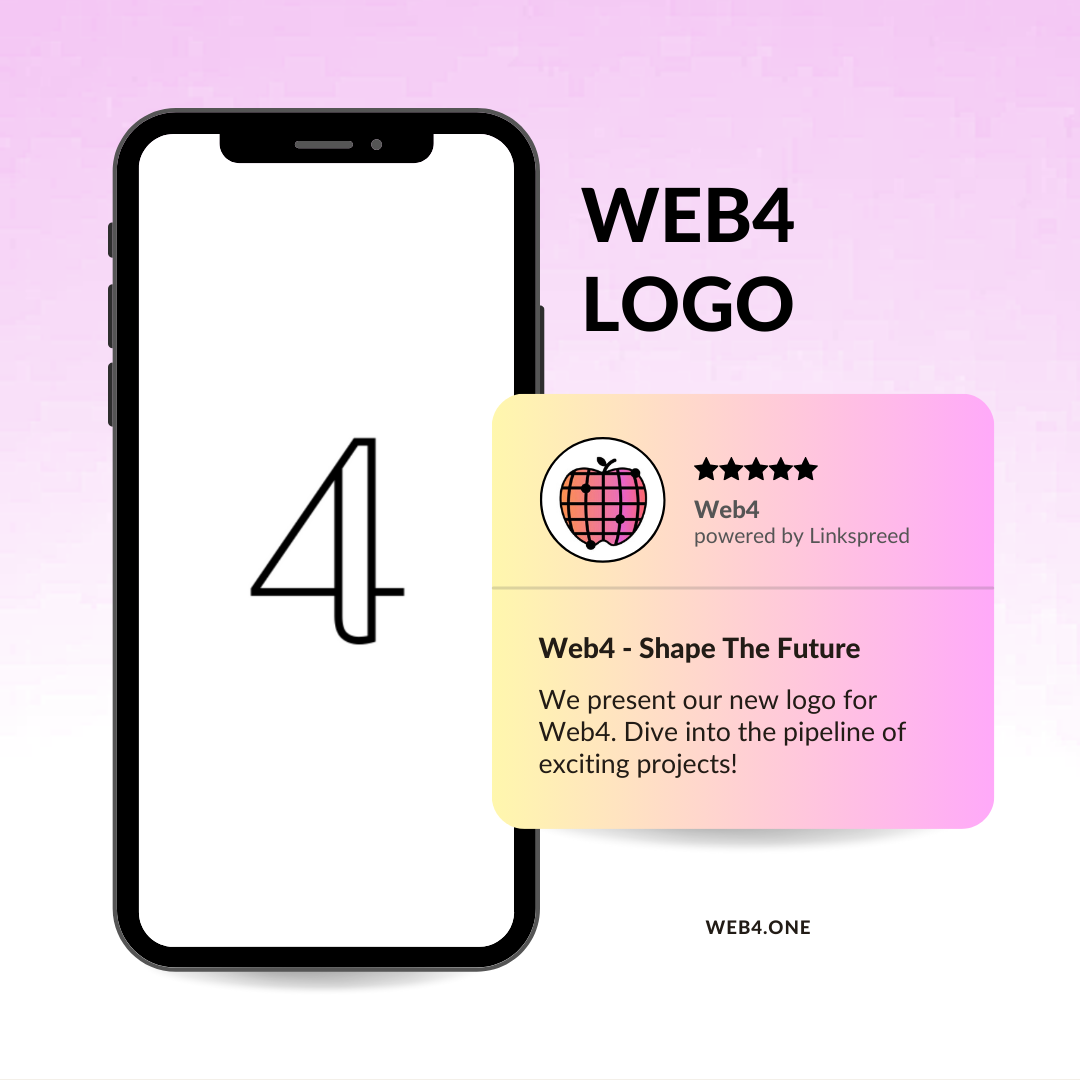 WEB4
LOGO
4
Web4
powered by Linkspreed
Web4 - Shape The Future
We present our new logo for
Web4. Dive into the pipeline of
exciting projects!
WEB4.ONE